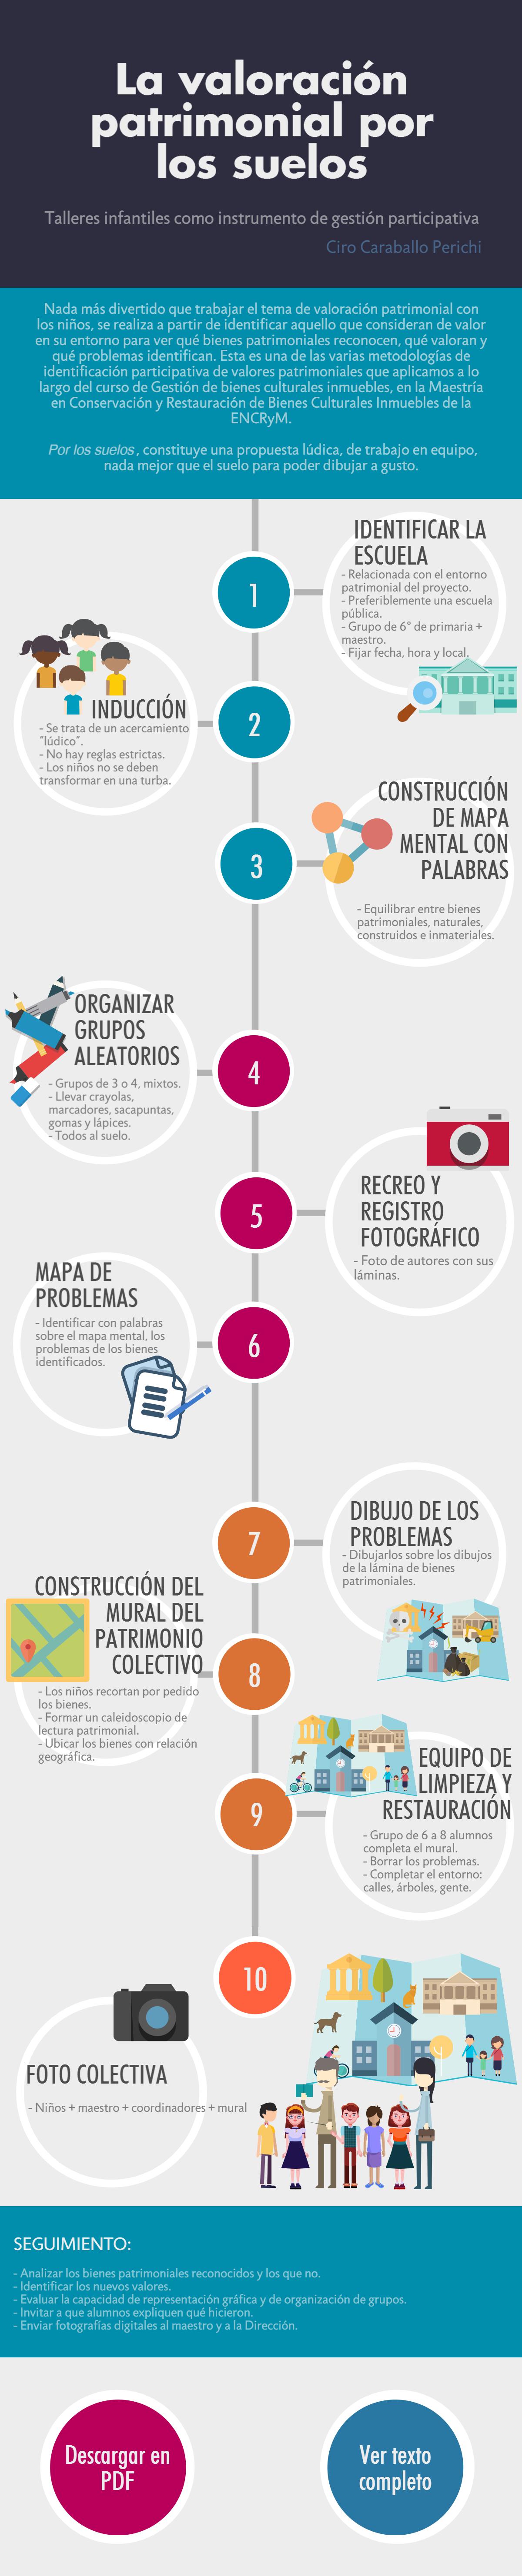 La valoración
patrimonial por
los suelos
Talleres infantiles como instrumento de gestión participativa
Ciro Caraballo Perichi
Nada más divertido que trabajar el tema de valoración patrimonial con
los niños, se realiza a partir de identificar aquello que consideran de valor
en su entorno para ver qué bienes patrimoniales reconocen, qué valoran y
qué problemas identifican. Esta es una de las varias metodologías de
identificación participativa de valores patrimoniales que aplicamos a lo
largo del curso de Gestión de bienes culturales inmuebles, en la Maestría
en Conservación y Restauración de Bienes Culturales Inmuebles de la
ENCRyM.
Por los suelos, constituye una propuesta lúdica, de trabajo en equipo,
nada mejor que el suelo para poder dibujar a gusto.
1
IDENTIFICAR LA
ESCUELA
- Relacionada con el entorno
patrimonial del proyecto.
- Preferiblemente una escuela
pública.
- Grupo de 6° de primaria +
maestro.
- Fijar fecha, hora y local.
2
INDUCCIÓN
- Se trata de un acercamiento
"lúdico".
- No hay reglas estrictas.
- Los niños no se deben
transformar en una turba.
3
CONSTRUCCIÓN
DE MAPA
MENTAL CON
PALABRAS
- Equilibrar entre bienes
patrimoniales, naturales,
construidos e inmateriales.
4
ORGANIZAR
GRUPOS
ALEATORIOS
- Grupos de 3 o 4, mixtos.
- Llevar crayolas,
marcadores, sacapuntas,
gomas y lápices.
- Todos al suelo.
5
RECREO Y
REGISTRO
FOTOGRÁFICO
- Foto de autores con sus
láminas.
6
MAPA DE
PROBLEMAS
- Identificar con palabras
sobre el mapa mental, los
problemas de los bienes
identificados.
7
DIBUJO DE LOS
PROBLEMAS
- Dibujarlos sobre los dibujos
de la lámina de bienes
patrimoniales.
8
CONSTRUCCIÓN DEL
MURAL DEL
PATRIMONIO
COLECTIVO
- Los niños recortan por pedido
los bienes.
- Formar un caleidoscopio de
lectura patrimonial.
- Ubicar los bienes con relación
geográfica.
9
EQUIPO DE
LIMPIEZA Y
RESTAURACIÓN
- Grupo de 6 a 8 alumnos
completa el mural.
- Borrar los problemas.
- Completar el entorno:
calles, árboles, gente.
10
FOTO COLECTIVA
- Niños + maestro + coordinadores + mural
SEGUIMIENTO:
- Analizar los bienes patrimoniales reconocidos y los que no.
- Identificar los nuevos valores.
- Evaluar la capacidad de representación gráfica y de organización de grupos.
- Invitar a que alumnos expliquen qué hicieron.
- Enviar fotografías digitales al maestro y a la Dirección.
Descargar en
PDF
Ver texto
completo